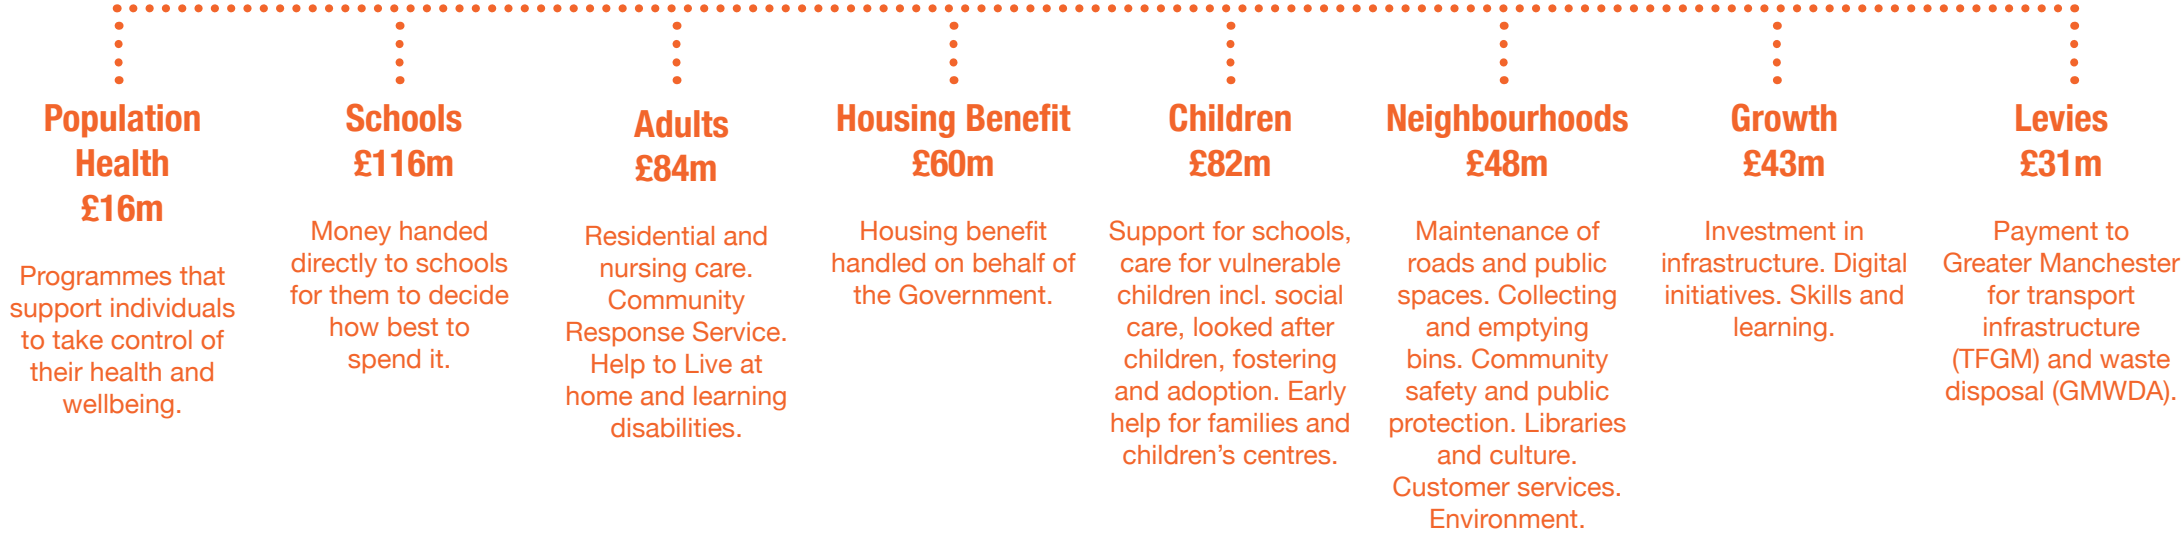 Population
Health
£16m
Programmes that
support individuals
to take control of
their health and
wellbeing.
Schools
£116m
Money handed
directly to schools
for them to decide
how best to
spend it.
Adults
£84m
Residential and
nursing care.
Community
Response Service.
Help to Live at
home and learning
disabilities.
Housing Benefit
£60m
Housing benefit
handled on behalf of
the Government.
Children
£82m
Support for schools,
care for vulnerable
children incl. social
care, looked after
children, fostering
and adoption. Early
help for families and
children’s centres.
Neighbourhoods
£48m
Maintenance of
roads and public
spaces. Collecting
and emptying
bins. Community
safety and public
protection. Libraries
and culture.
Customer services.
Environment.
Growth
£43m
Investment in
infrastructure. Digital
initiatives. Skills and
learning.
Levies
£31m
Payment to
Greater Manchester
for transport
infrastructure
(TFGM) and waste
disposal (GMWDA).